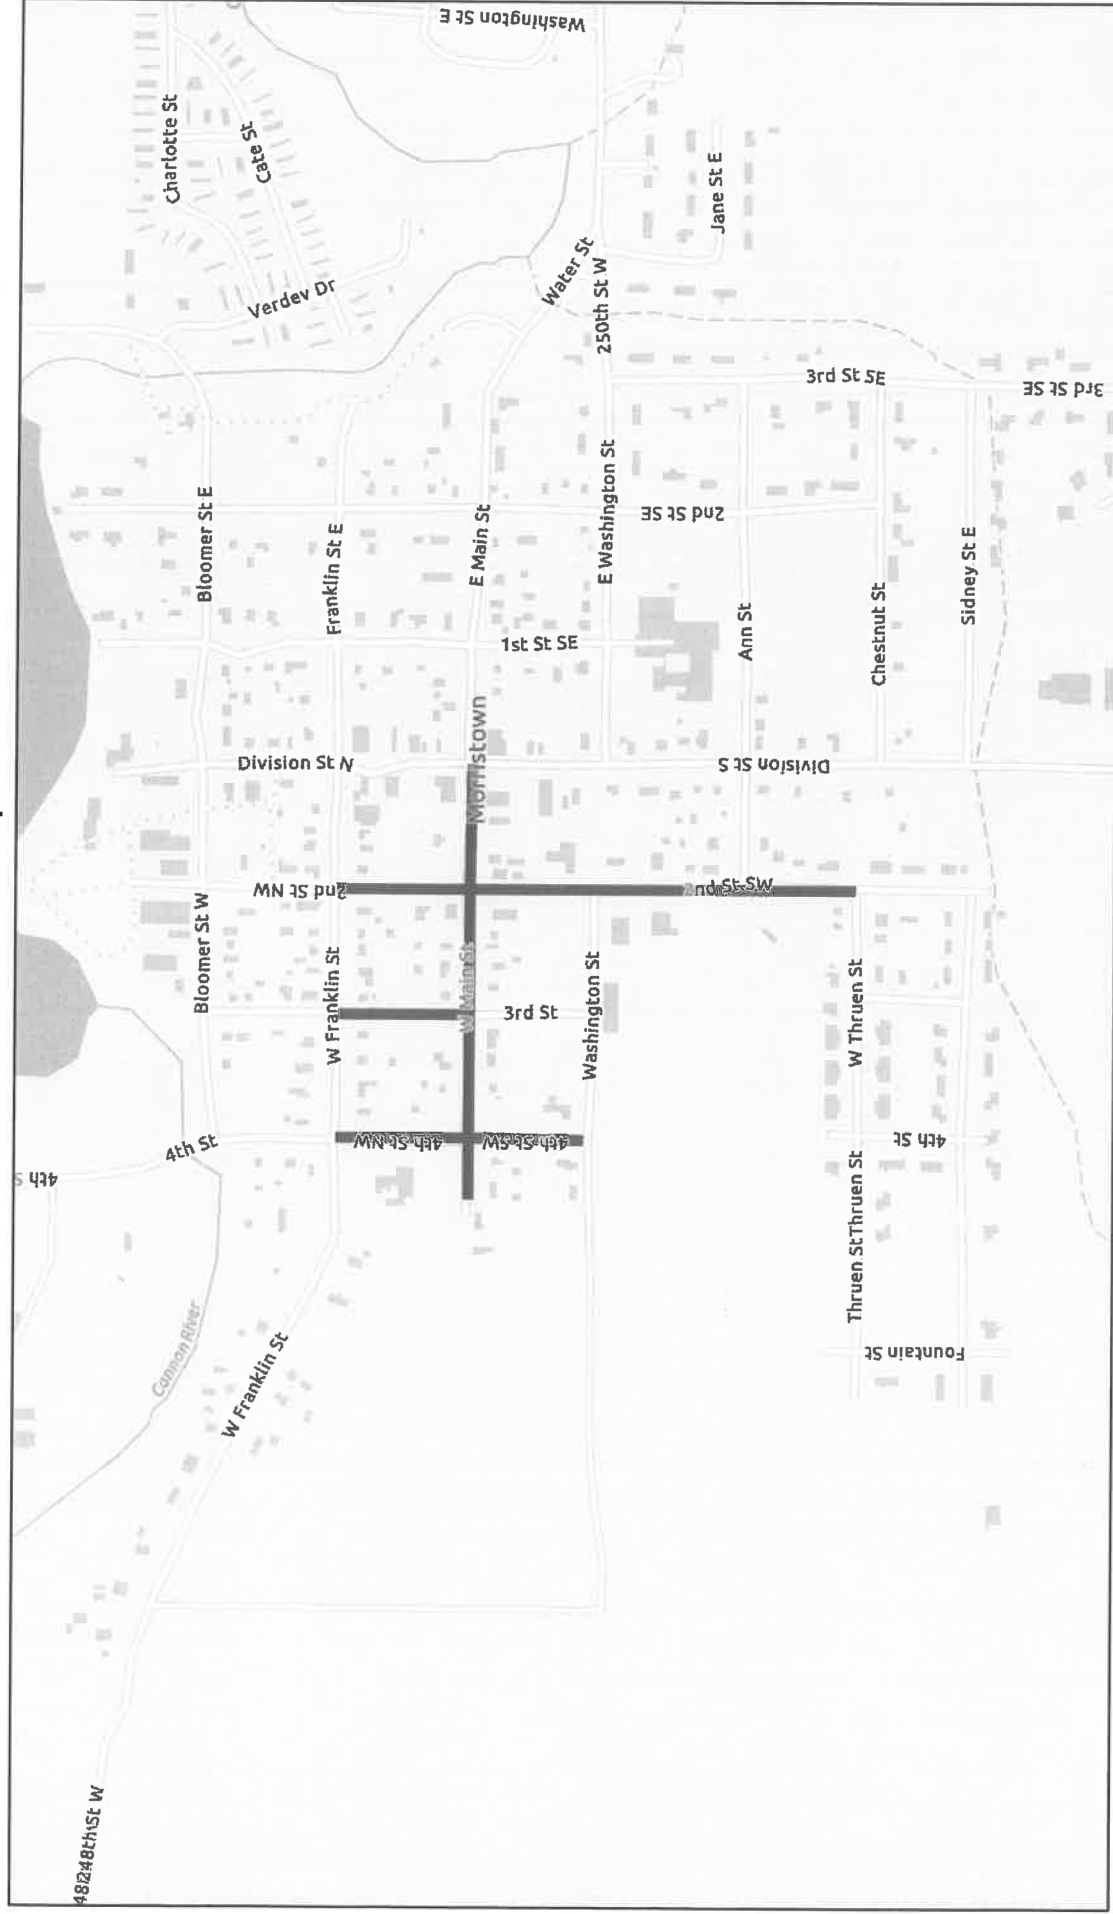 Washington St E
Charlotte St
Cate St
Jane St E
Water St
Verdev Dr
250th St W
3rd St SE
3rd St SE
Bloomer St E
Franklin St E
E Main St
E Washington St
2nd St SE
Sidney St E
1st St SE
Ann St
Chestnut St
Morristown
Division St N
Division St S
2nd St NW
2nd St SW
Bloomer St W
W Franklin St
W Main St
3rd St
Washington St
W Thruen St
4th St
4th S
4th St NW
4th St SW
4th St
Thruen St Thruen St
Cannon River
W Franklin St
Fountain St
248th St W